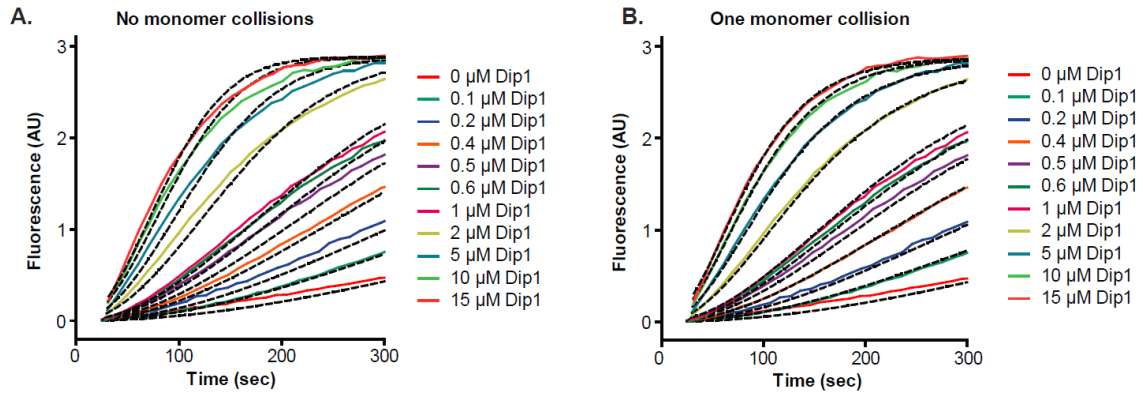 A.
No monomer collisions
Fluorescence (AU)
3
2
1
0
0
100
200
300
Time (sec)
0 µM Dip1
0.1 µM Dip1
0.2 µM Dip1
0.4 µM Dip1
0.5 µM Dip1
0.6 µM Dip1
1 µM Dip1
2 µM Dip1
5 µM Dip1
10 µM Dip1
15 µM Dip1
B.
One monomer collision
Fluorescence (AU)
3
2
1
0
0
100
200
300
Time (sec)
0 µM Dip1
0.1 µM Dip1
0.2 µM Dip1
0.4 µM Dip1
0.5 µM Dip1
0.6 µM Dip1
1 µM Dip1
2 µM Dip1
5 µM Dip1
10 µM Dip1
15 µM Dip1